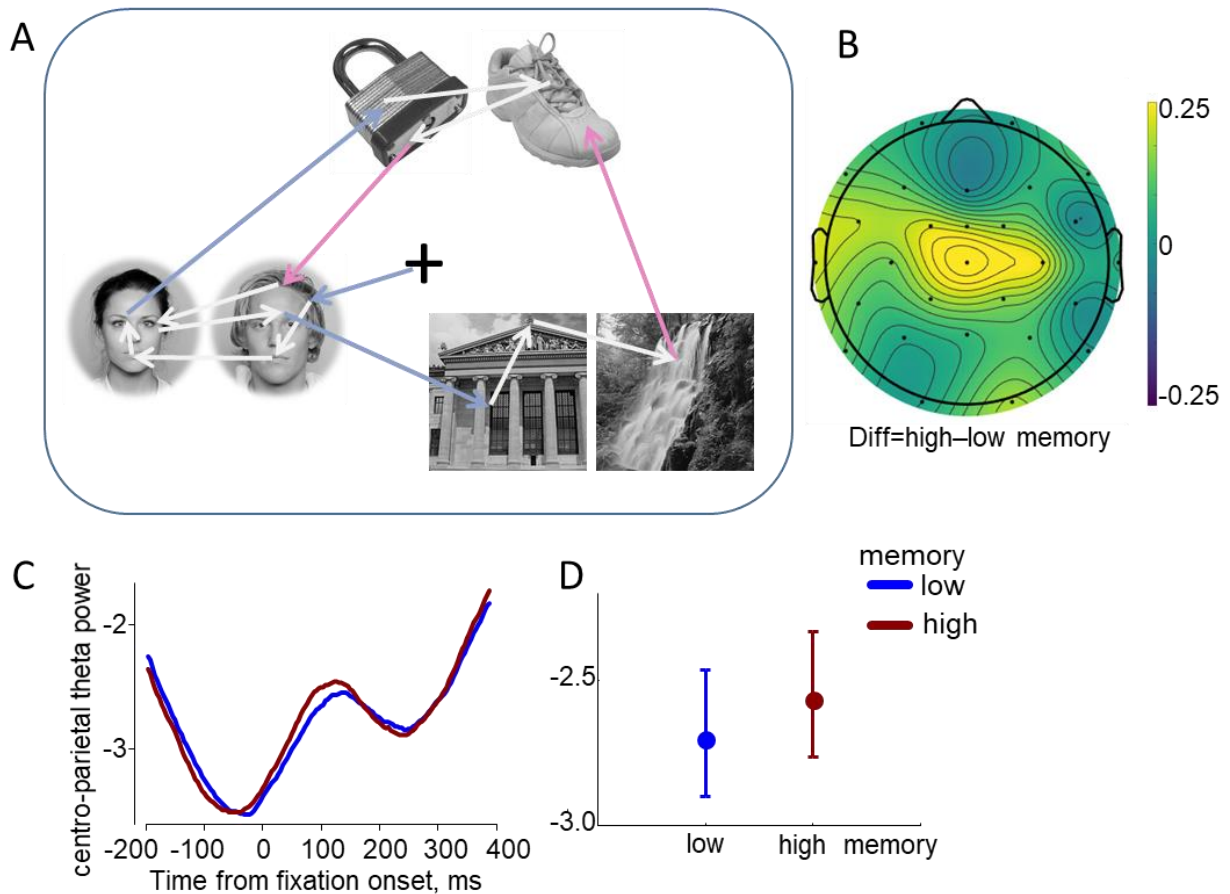 A
B
0.25
0
-0.25
Diff=high–low memory
C
centro-parietal theta power
-2
-3
-200 -100 0 100 200 300 400
Time from fixation onset, ms
D
memory
low
high
-2.5
-3.0
low high memory